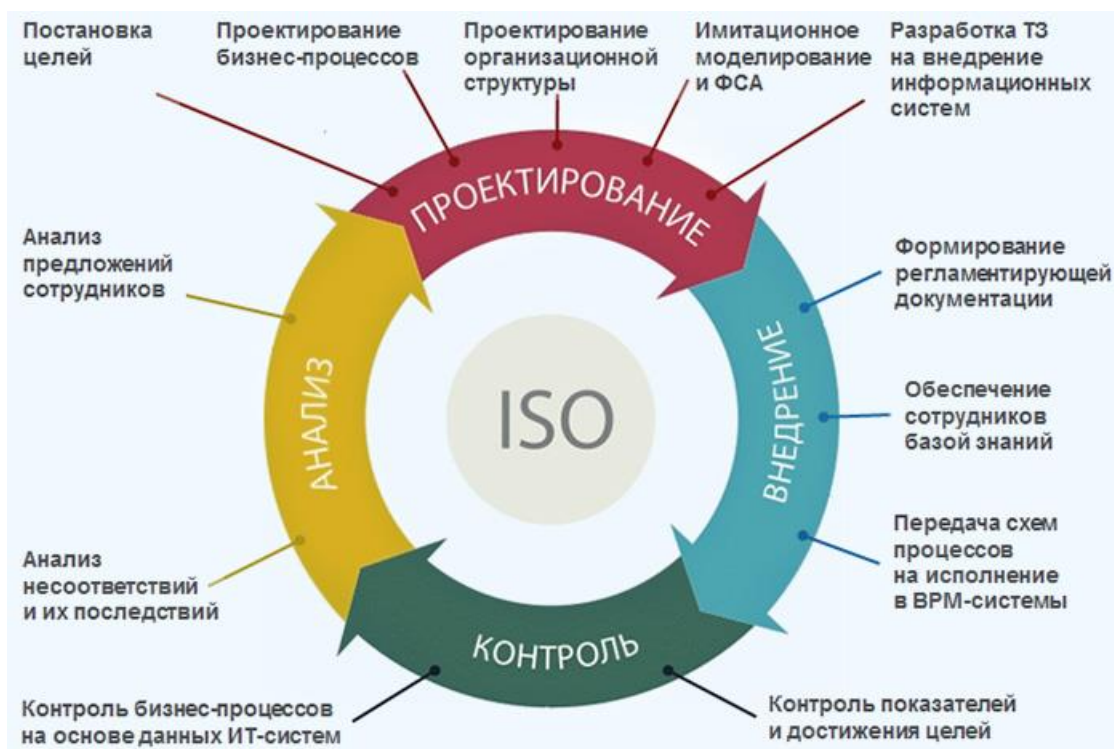 Постановка
целей
Проектирование
бизнес-процессов
Проектирование
организационной
структуры
Имитационное
моделирование
и ФСА
Разработка ТЗ
на внедрение
информационных
систем
ПРОЕКТИРОВАНИЕ
Анализ
предложений
сотрудников
Формирование
регламентирующей
документации
АНАЛИЗ
ISO
ВНЕДРЕНИЕ
Обеспечение
сотрудников
базой знаний
Передача схем
процессов
на исполнение
в BPM-системы
Анализ
несоответствий
и их последствий
КОНТРОЛЬ
Контроль бизнес-процессов
на основе данных ИТ-систем
Контроль показателей
и достижения целей